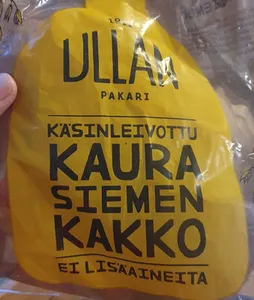 ULLAN
PAKARI
KÄSINLEIVOTTU
KAURA
SIEMEN
KAKKO
EI LISÄAINEITA